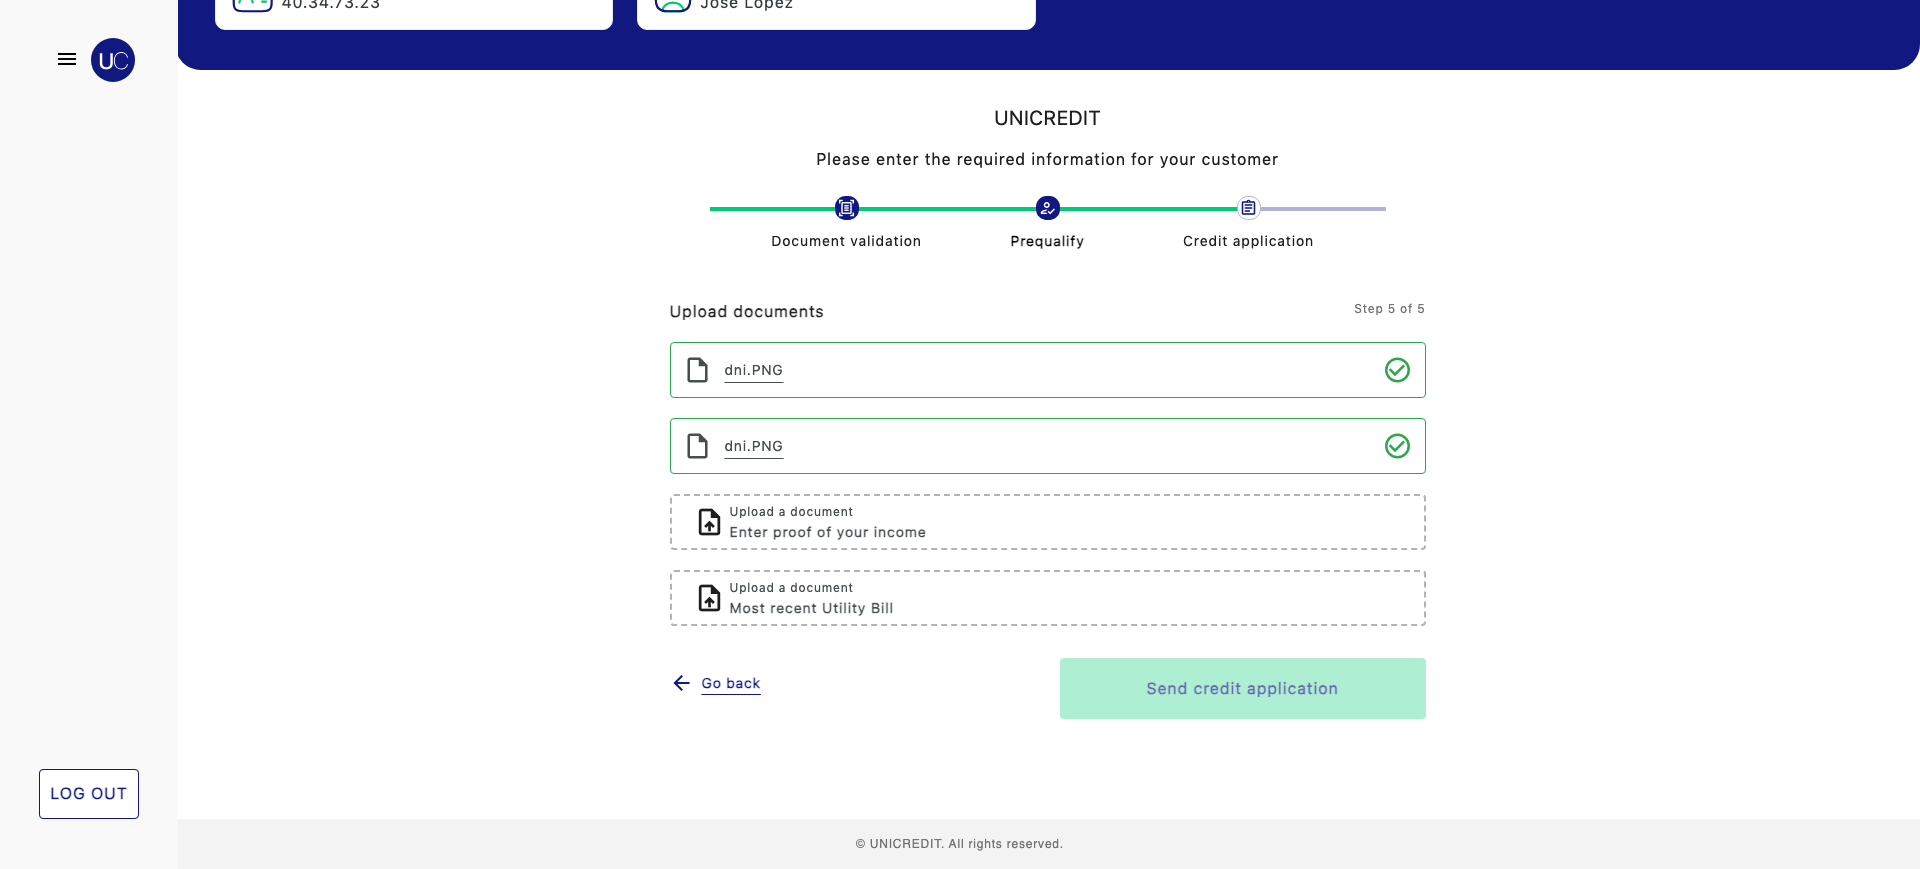 40.34.73.23
Jose Lopez
UC
UNICREDIT
Please enter the required information for your customer
Document validation
Prequalify
Credit application
Upload documents
Step 5 of 5
dni.PNG
dni.PNG
Upload a document
Enter proof of your income
Upload a document
Most recent Utility Bill
Go back
Send credit application
LOG OUT
© UNICREDIT. All rights reserved.